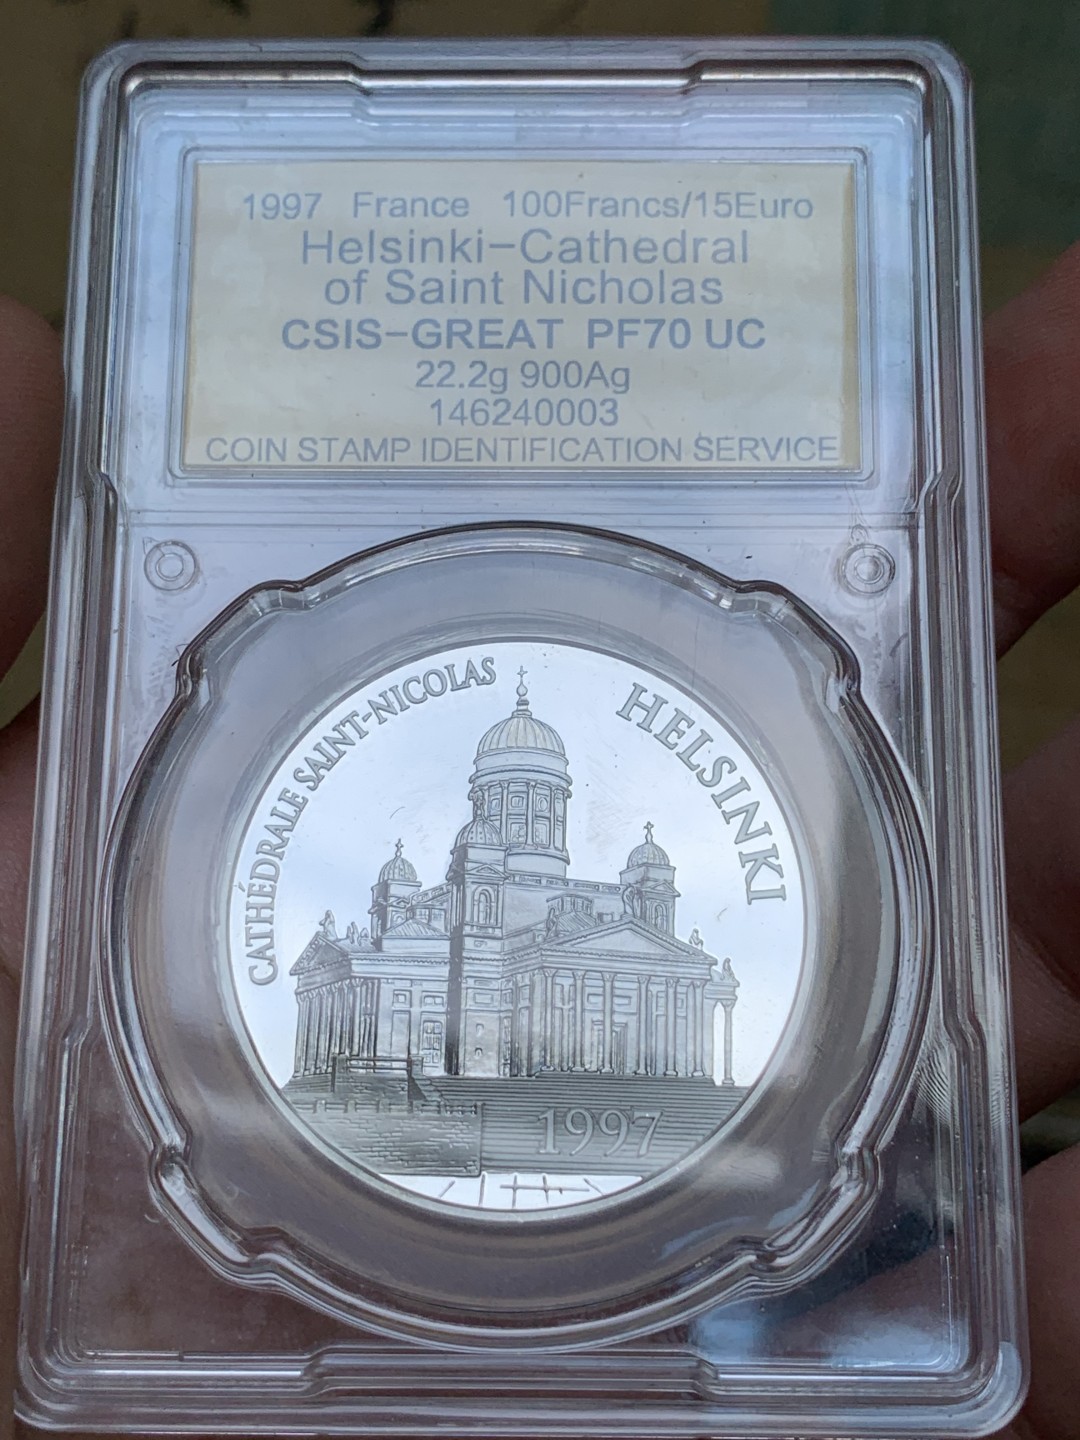 1997 France 100Francs/15Euro
Helsinki-Cathedral
of Saint Nicholas
CSIS-GREAT PF70 UC
22.2g 900Ag
146240003
COIN STAMP IDENTIFICATION SERVICE
CATHÉDRALE SAINT-NICOLAS
HELSINKI
1997